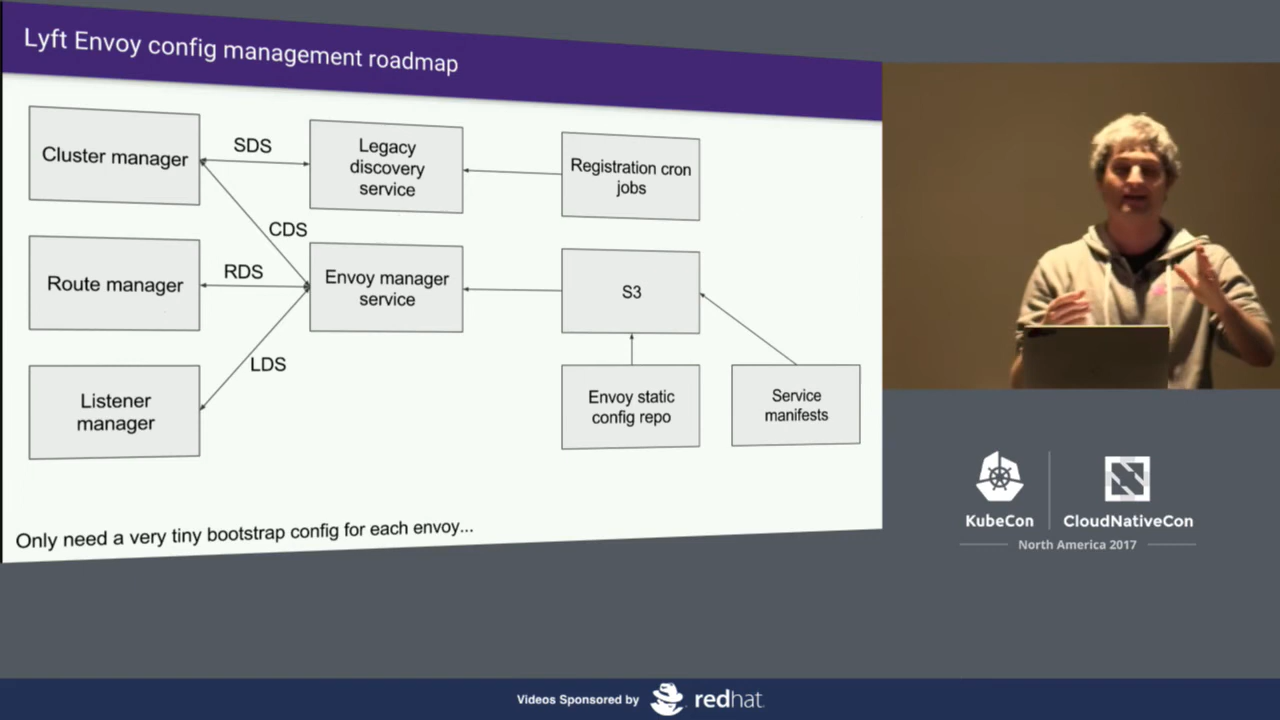 Lyft Envoy config management roadmap
Cluster manager
SDS
Legacy
discovery
service
Registration cron
jobs
CDS
Route manager
RDS
Envoy manager
service
S3
LDS
Listener
manager
Envoy static
config repo
Service
manifests
Only need a very tiny bootstrap config for each envoy...
KubeCon
CloudNativeCon
North America 2017
Videos Sponsored by
redhat